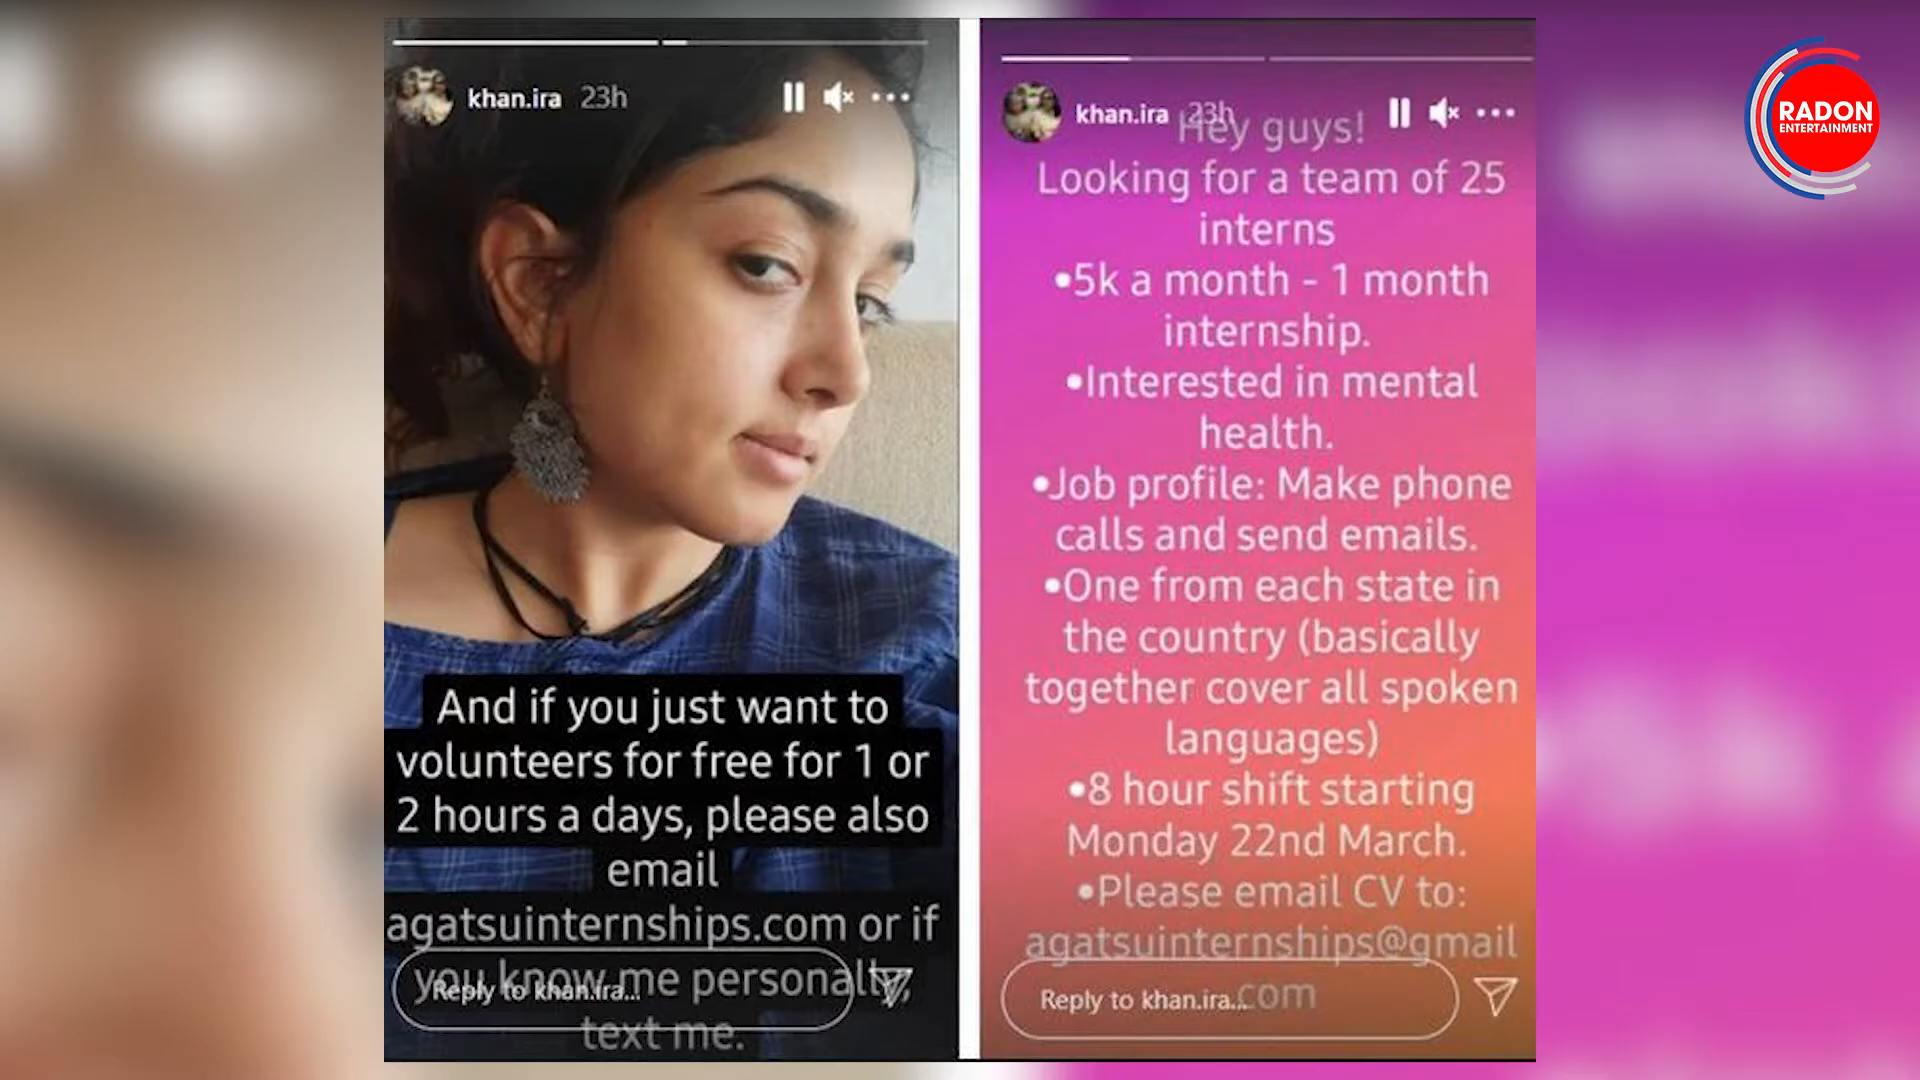 khan.ira 23h
And if you just want to
volunteers for free for 1 or
2 hours a days, please also
email
agatsuinternships.com or if
you know me personally,
text me.
Reply to khan.ira...
khan.ira 23h
Hey guys!
Looking for a team of 25
interns
•5k a month - 1 month
internship.
•Interested in mental
health.
•Job profile: Make phone
calls and send emails.
•One from each state in
the country (basically
together cover all spoken
languages)
•8 hour shift starting
Monday 22nd March.
•Please email CV to:
agatsuinternships@gmail
.com
Reply to khan.ira...
RADON
ENTERTAINMENT